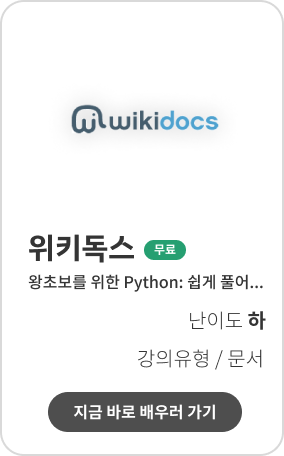 wikidocs
위키독스 무료
왕초보를 위한 Python: 쉽게 풀어...
난이도 하
강의유형 / 문서
지금 바로 배우러 가기